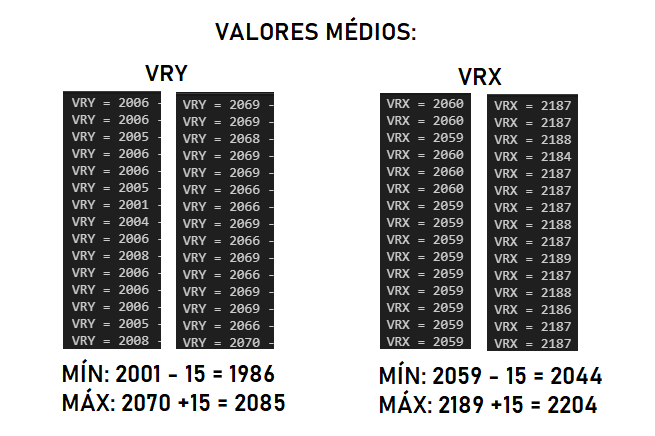 VALORES MÉDIOS:
VRY
VRX
VRY = 2006 -
VRY = 2006 -
VRY = 2005 -
VRY = 2006 -
VRY = 2006 -
VRY = 2005 -
VRY = 2001 -
VRY = 2004 -
VRY = 2006 -
VRY = 2008 -
VRY = 2006 -
VRY = 2006 -
VRY = 2006 -
VRY = 2005 -
VRY = 2008 -
VRY = 2069 -
VRY = 2069 -
VRY = 2068 -
VRY = 2069 -
VRY = 2069 -
VRY = 2069 -
VRY = 2066 -
VRY = 2069 -
VRY = 2066 -
VRY = 2066 -
VRY = 2066 -
VRY = 2069 -
VRY = 2069 -
VRY = 2066 -
VRY = 2070 -
VRX = 2060
VRX = 2060
VRX = 2059
VRX = 2060
VRX = 2060
VRX = 2060
VRX = 2059
VRX = 2059
VRX = 2059
VRX = 2059
VRX = 2059
VRX = 2059
VRX = 2059
VRX = 2059
VRX = 2059
VRX = 2187
VRX = 2187
VRX = 2188
VRX = 2184
VRX = 2187
VRX = 2187
VRX = 2187
VRX = 2188
VRX = 2187
VRX = 2189
VRX = 2187
VRX = 2188
VRX = 2186
VRX = 2187
VRX = 2187
MÍN: 2001 - 15 = 1986
MÁX: 2070 +15 = 2085
MÍN: 2059 - 15 = 2044
MÁX: 2189 +15 = 2204